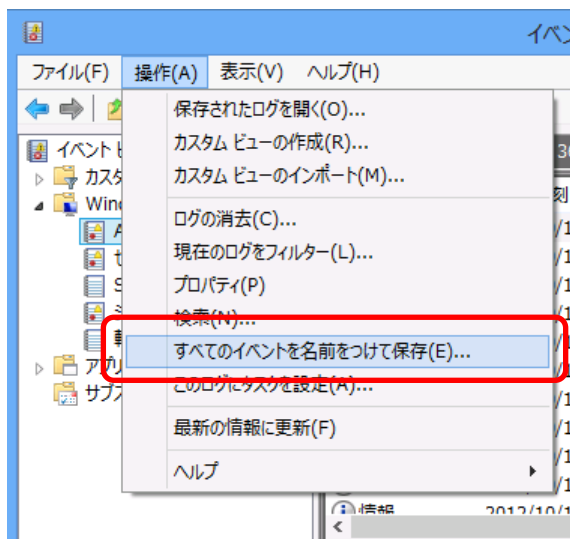 イベン
ファイル(F) 操作(A) 表示(V) ヘルプ(H)
保存されたログを開く(O)...
カスタム ビューの作成(R)...
カスタム ビューのインポート(M)...
ログの消去(C)...
現在のログをフィルター(L)...
プロパティ(P)
検索(N)...
すべてのイベントを名前をつけて保存(E)...
このログにタスクを設定(A)...
最新の情報に更新(F)
ヘルプ
イベント
カスタ
Wind
A
セ
S
アプリ
サブス
刻
情報 2012/10/1